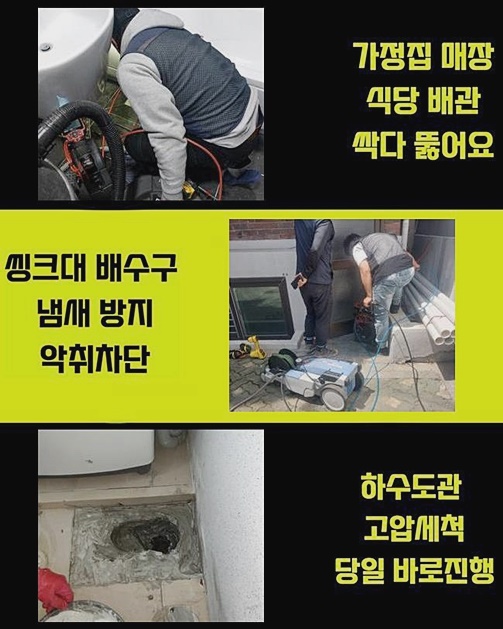 가정집 매장
식당 배관
싹다 뚫어요
씽크대 배수구
냄새 방지
악취차단
하수도관
고압세척
당일 바로진행